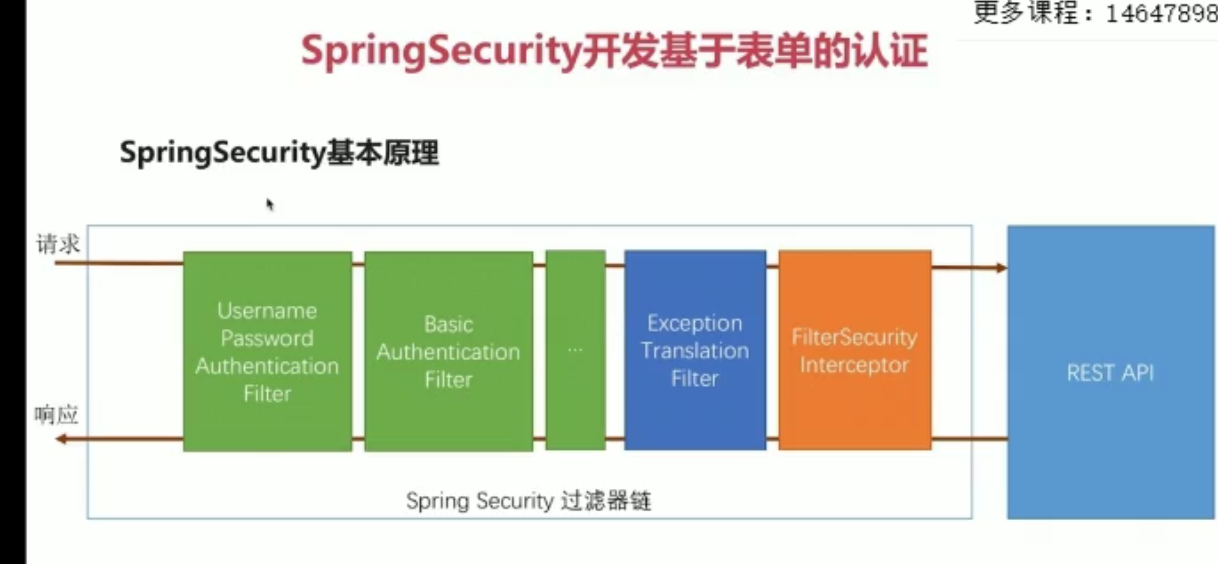 更多课程：14647898
SpringSecurity开发基于表单的认证
SpringSecurity基本原理
请求
Username
Password
Authentication
Filter
Basic
Authentication
Filter
...
Exception
Translation
Filter
FilterSecurity
Interceptor
REST API
响应
Spring Security 过滤器链